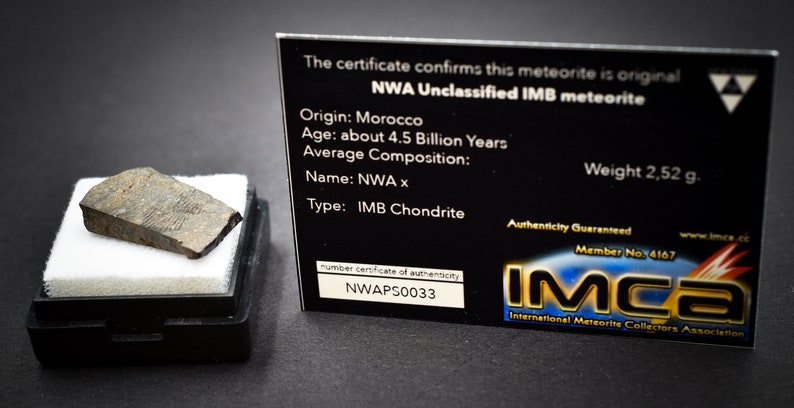 The certificate confirms this meteorite is original
NWA Unclassified IMB meteorite
Origin: Morocco
Age: about 4.5 Billion Years
Average Composition:
Weight 2,52 g.
Name: NWA x
Type: IMB Chondrite
number certificate of authenticity
NWAPS0033
Authenticity Guaranteed
www.imca.cc
Member No. 4167
IMCA
International Meteorite Collectors Association